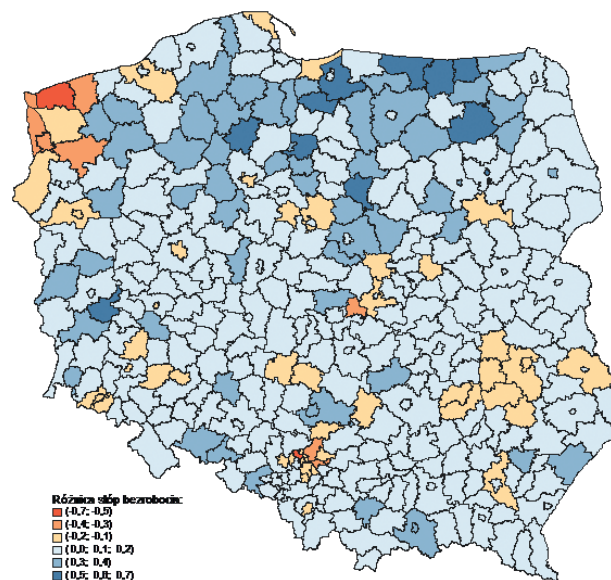 Różnica stóp bezrobocia:
(-0,7; -0,5)
(-0,4; -0,3)
(-0,2; -0,1)
(0,0; 0,1; 0,2)
(0,3; 0,4)
(0,5; 0,6; 0,7)